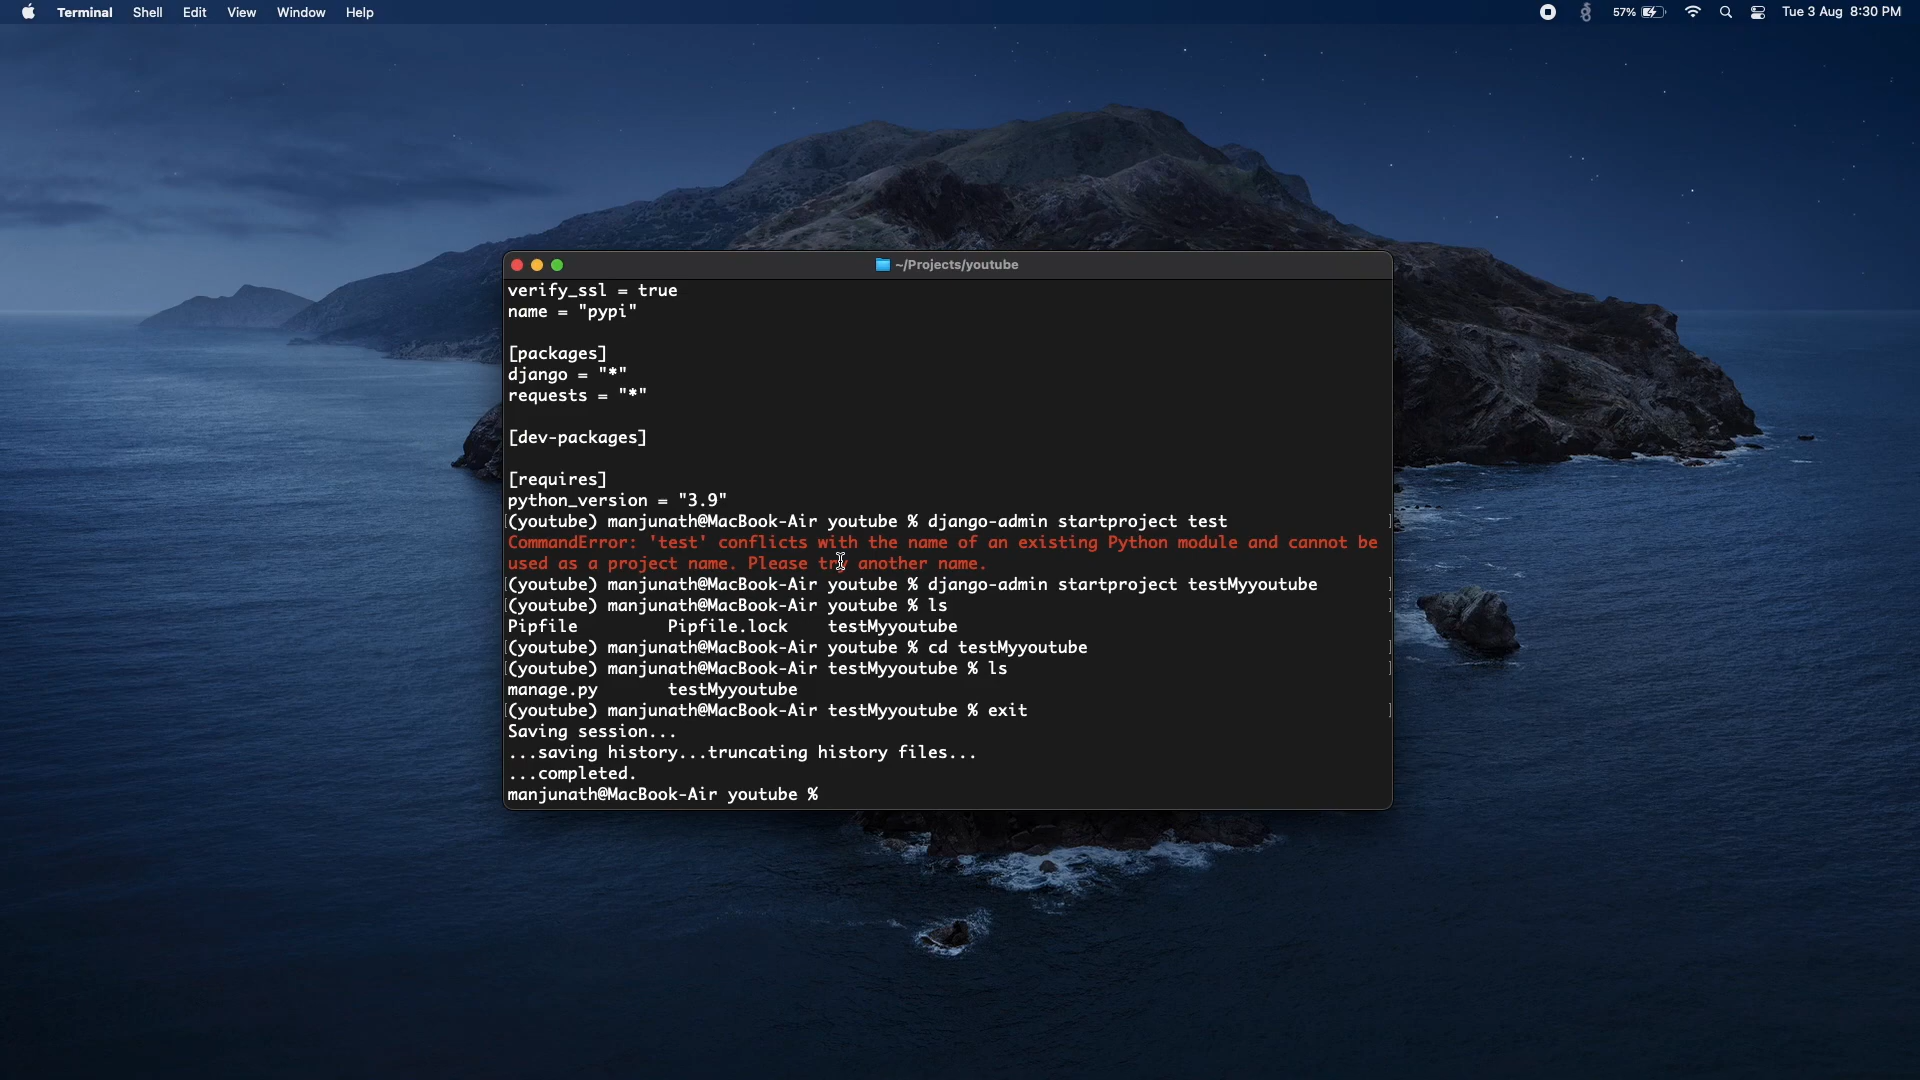 Terminal Shell Edit View Window Help 57% Tue 3 Aug 8:30 PM
~/Projects/youtube
verify_ssl = true
name = "pypi"
[packages]
django = "*"
requests = "*"
[dev-packages]
[requires]
python_version = "3.9"
(youtube) manjunath@MacBook-Air youtube % django-admin startproject test
CommandError: 'test' conflicts with the name of an existing Python module and cannot be
used as a project name. Please try another name.
(youtube) manjunath@MacBook-Air youtube % django-admin startproject testMyyoutube
(youtube) manjunath@MacBook-Air youtube % ls
Pipfile Pipfile.lock testMyyoutube
(youtube) manjunath@MacBook-Air youtube % cd testMyyoutube
(youtube) manjunath@MacBook-Air testMyyoutube % ls
manage.py testMyyoutube
(youtube) manjunath@MacBook-Air testMyyoutube % exit
Saving session...
...saving history...truncating history files...
...completed.
manjunath@MacBook-Air youtube %